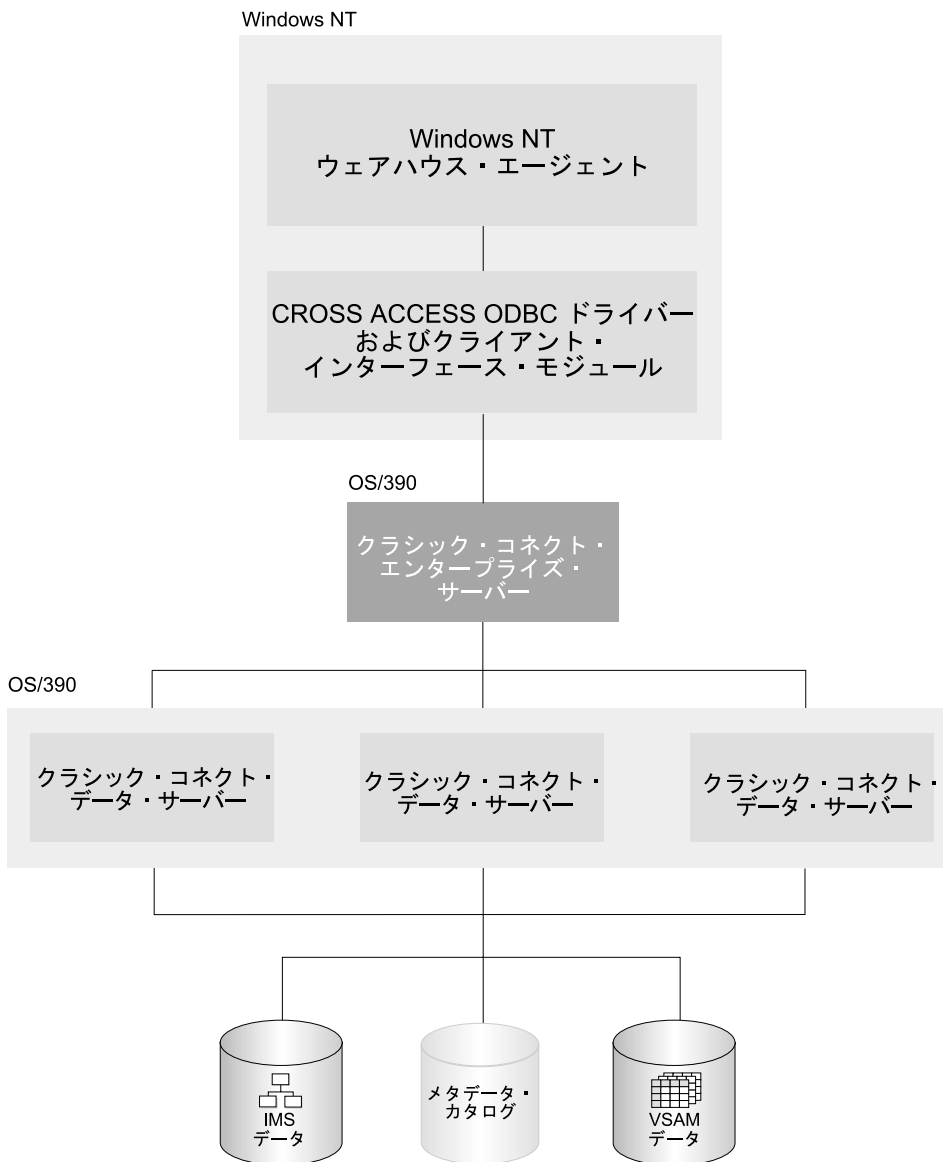 Windows NT
Windows NT
ウェアハウス・エージェント
CROSS ACCESS ODBC ドライバー
およびクライアント・
インターフェース・モジュール
OS/390
クラシック・コネクト・
エンタープライズ・
サーバー
OS/390
クラシック・コネクト・
データ・サーバー
クラシック・コネクト・
データ・サーバー
クラシック・コネクト・
データ・サーバー
IMS
データ
メタデータ・
カタログ
VSAM
データ